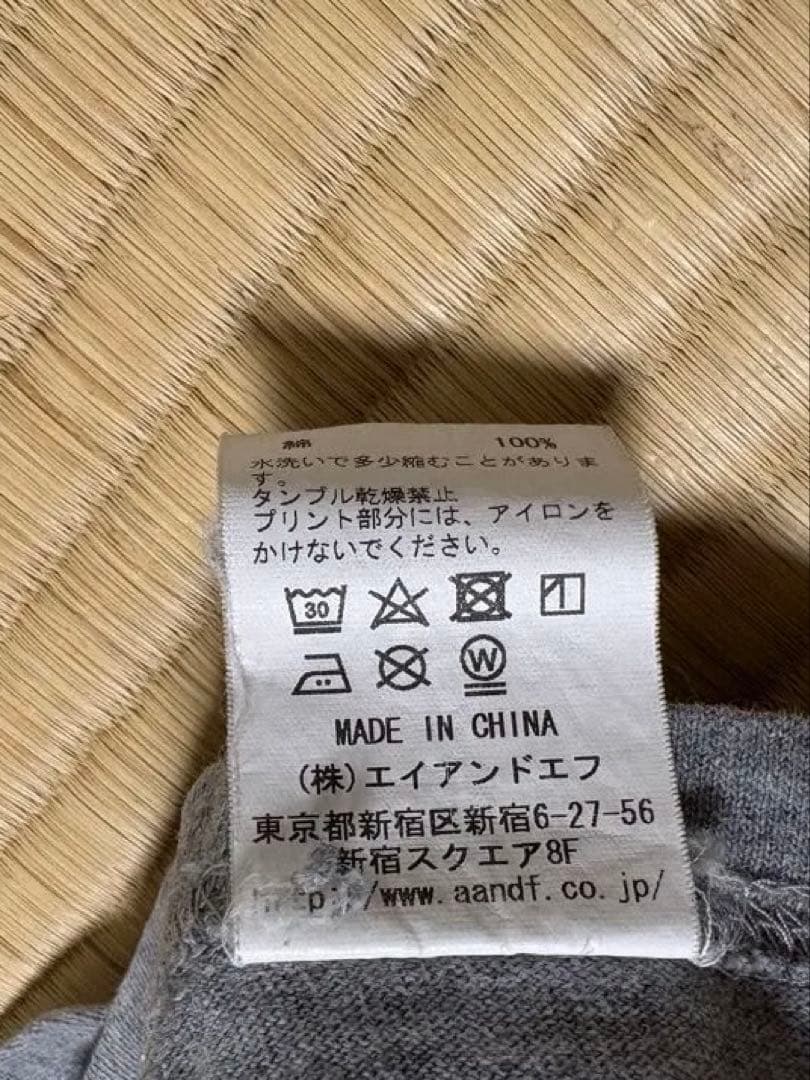 綿 100%
水洗いで多少縮むことがありま
す。
タンブル乾燥禁止
プリント部分には、アイロンを
かけないでください。
30
W
MADE IN CHINA
(株)エイアンドエフ
東京都新宿区新宿6-27-56
新宿スクエア8F
http://www.aandf.co.jp/